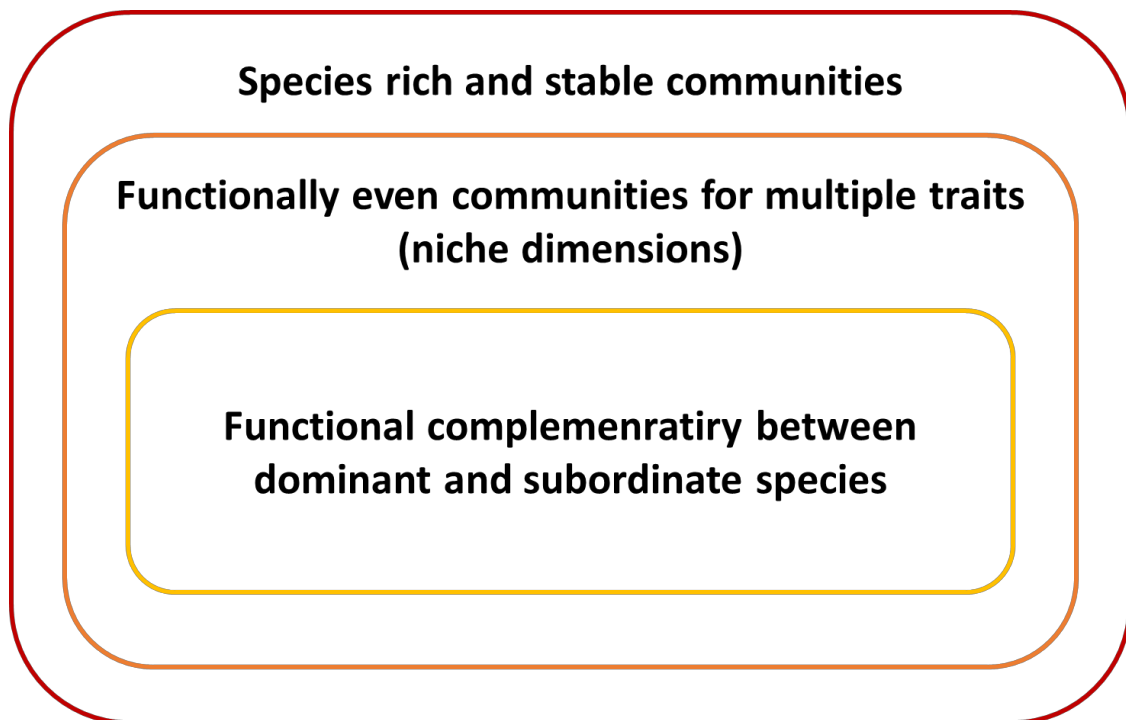 Species rich and stable communities
Functionally even communities for multiple traits
(niche dimensions)
Functional complemenratiry between
dominant and subordinate species